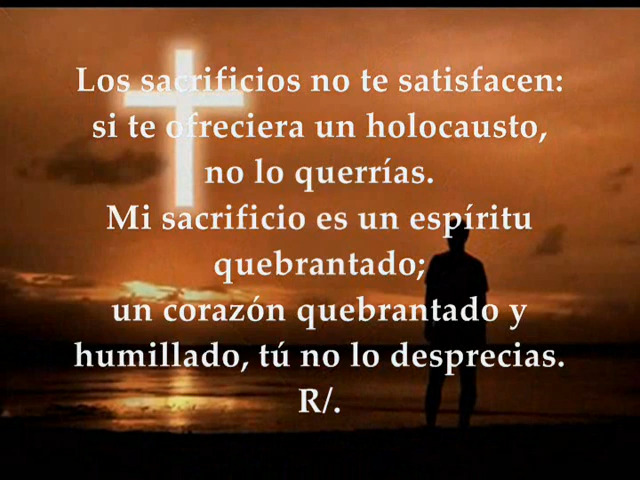 Los sacrificios no te satisfacen:
si te ofreciera un holocausto,
no lo querrías.
Mi sacrificio es un espíritu
quebrantado;
un corazón quebrantado y
humillado, tú no lo desprecias.
R/.